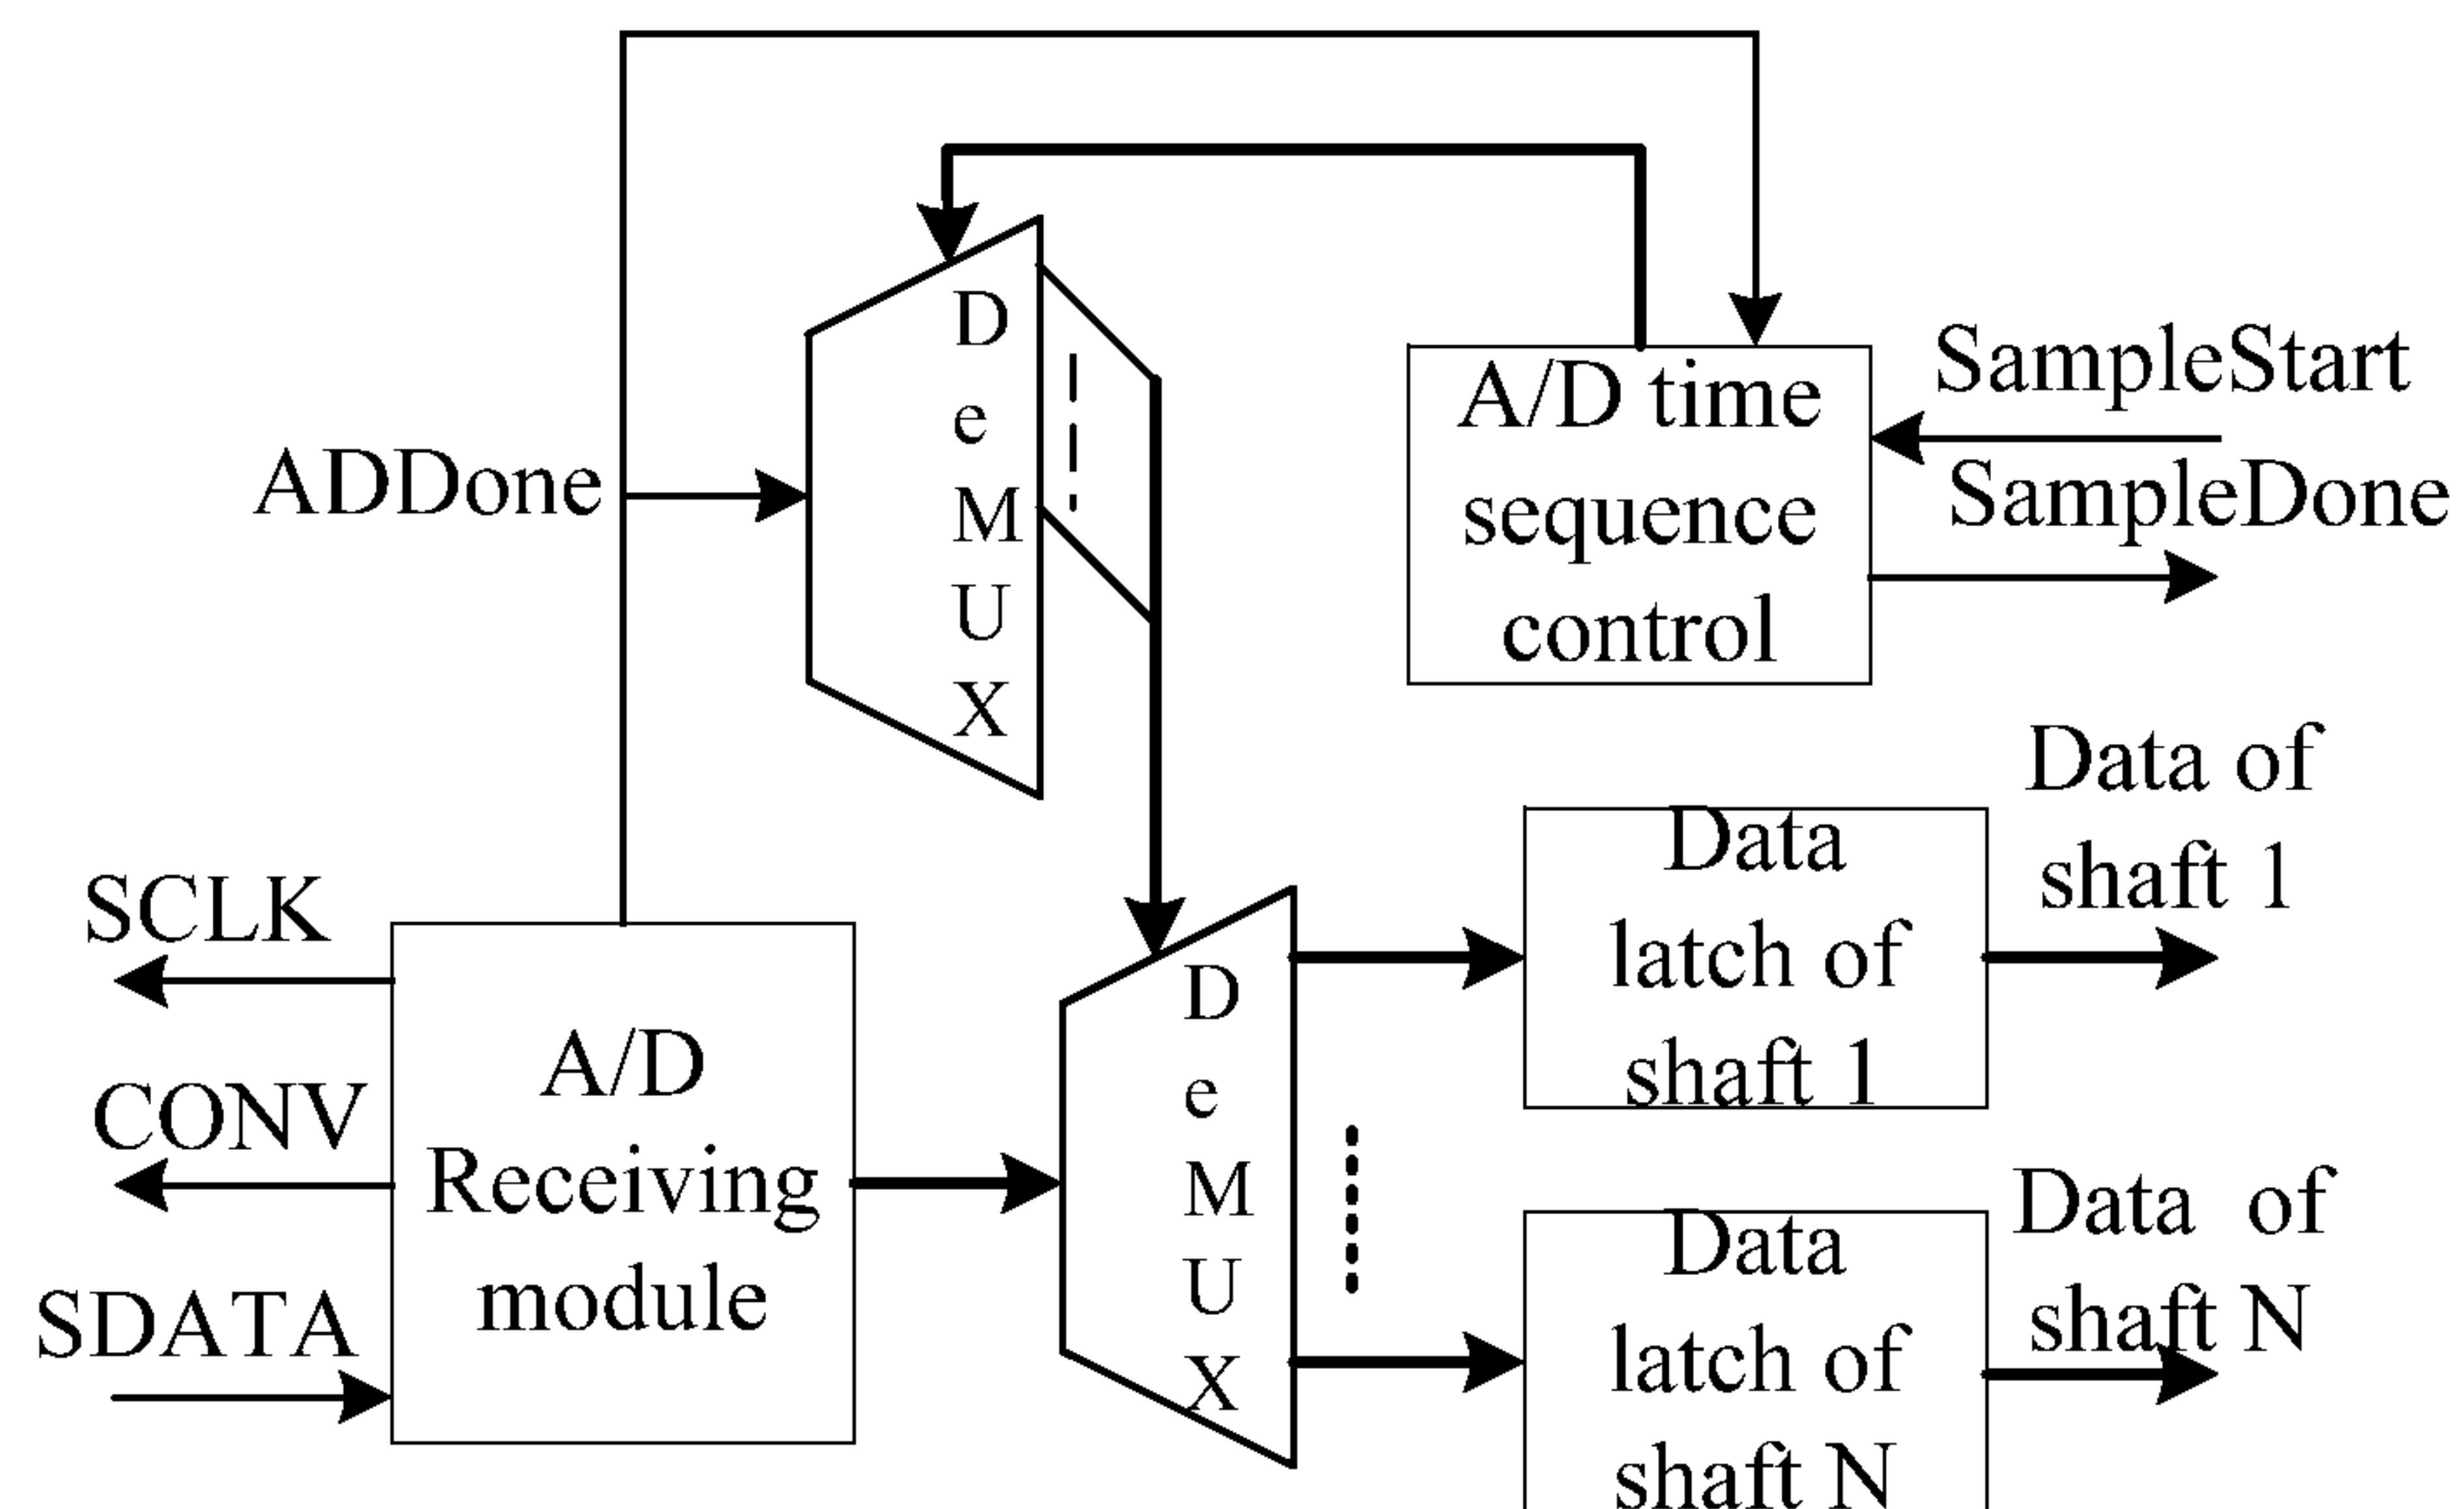 D
e
M
U
X
ADDone
A/D time
sequence
control
SampleStart
SampleDone
SCLK
CONV
SDATA
A/D
Receiving
module
D
e
M
U
X
Data
latch of
shaft 1
Data of
shaft 1
Data
latch of
shaft N
Data of
shaft N